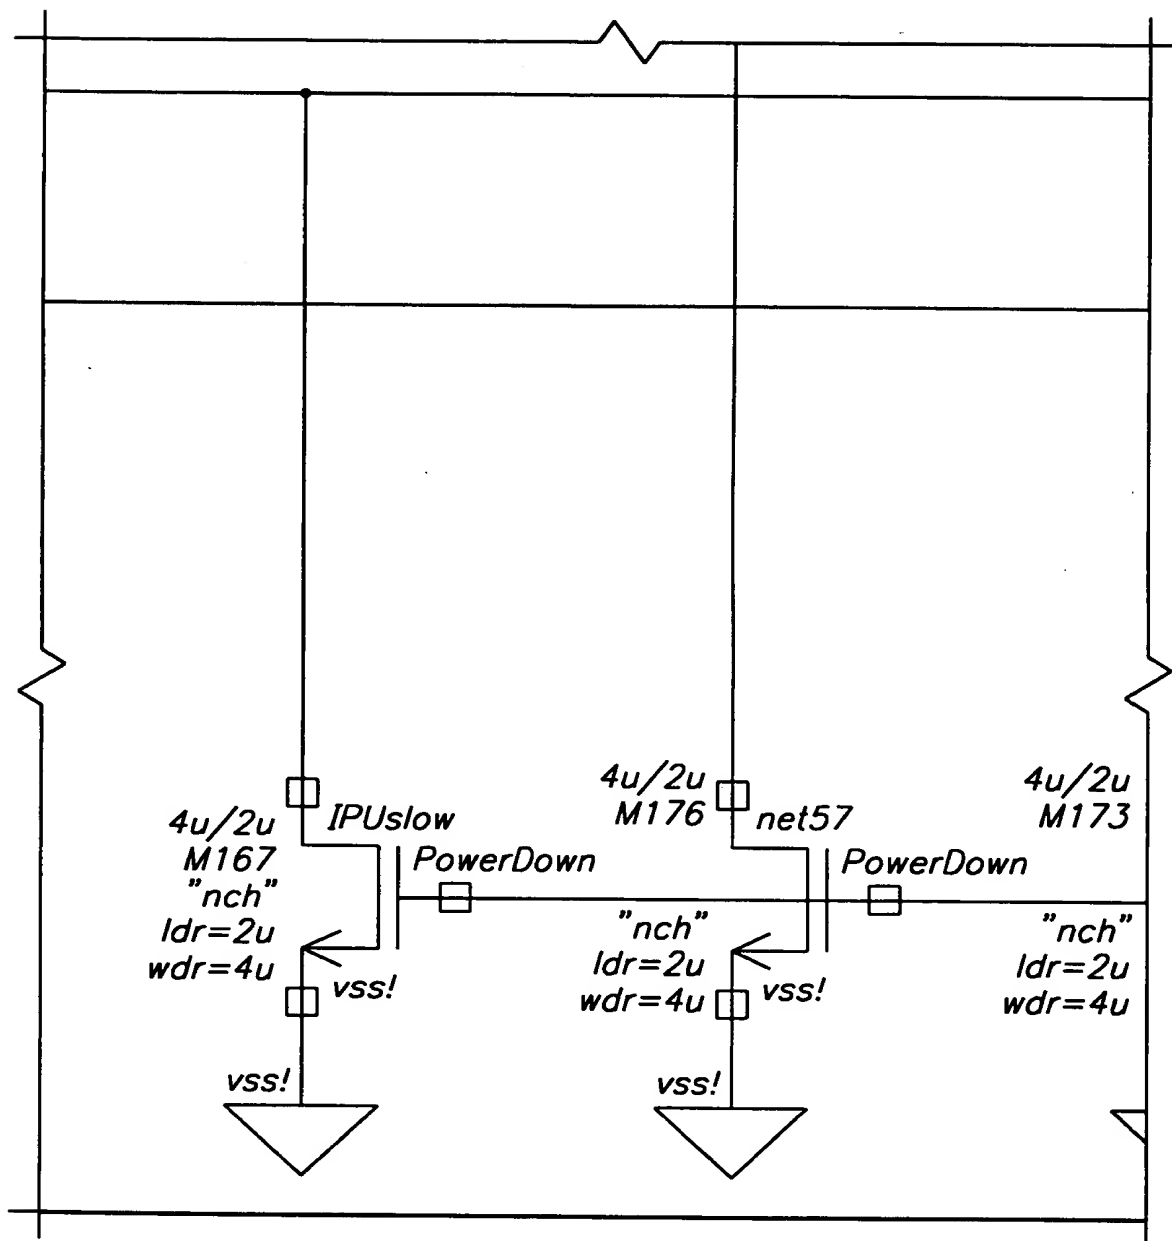 4u/2u
M167
"nch"
ldr=2u
wdr=4u
IPUslow
PowerDown
vss!
vss!
4u/2u
M176
"nch"
ldr=2u
wdr=4u
net57
PowerDown
vss!
vss!
4u/2u
M173
"nch"
ldr=2u
wdr=4u